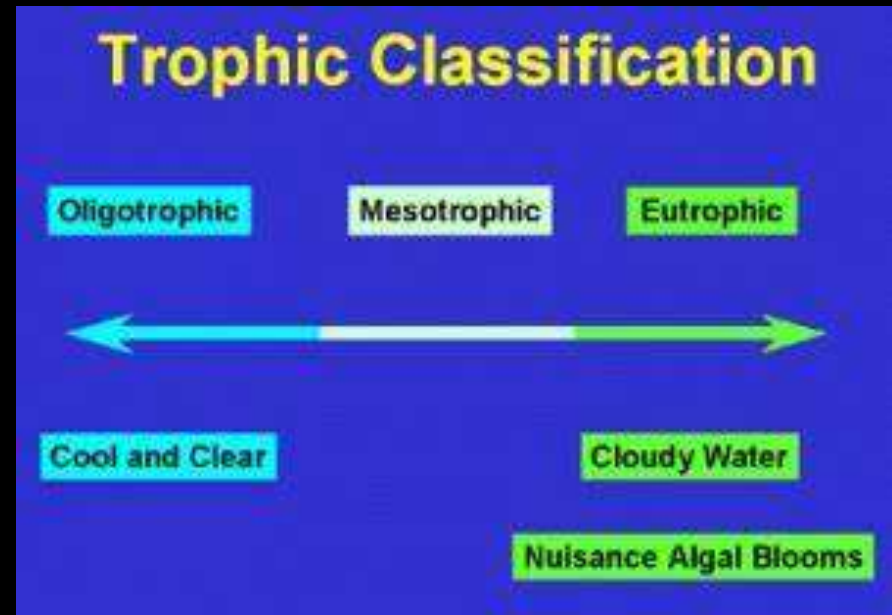 Trophic Classification
Oligotrophic
Mesotrophic
Eutrophic
Cool and Clear
Cloudy Water
Nuisance Algal Blooms